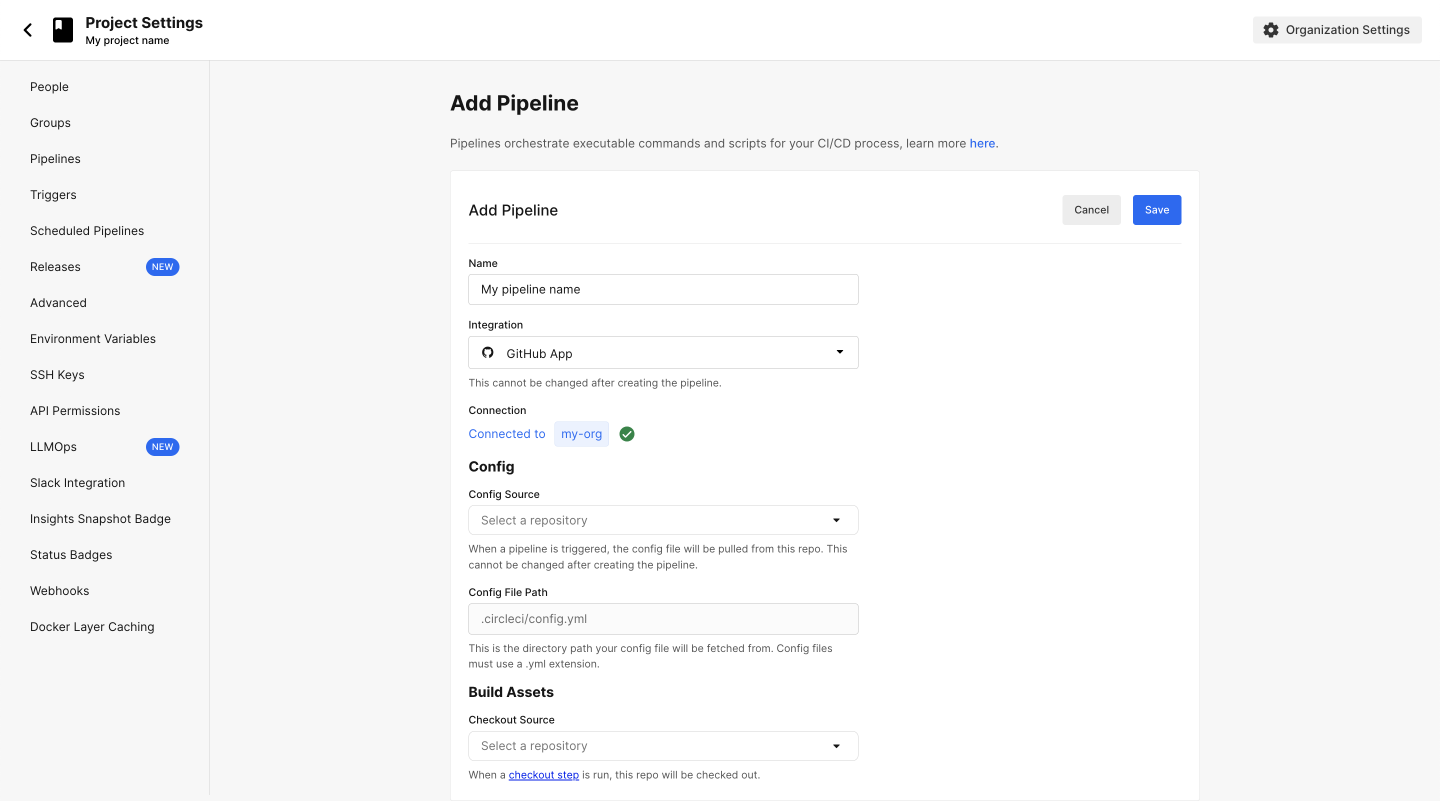 Project Settings
My project name
Organization Settings
People
Groups
Pipelines
Triggers
Scheduled Pipelines
Releases NEW
Advanced
Environment Variables
SSH Keys
API Permissions
LLMOps NEW
Slack Integration
Insights Snapshot Badge
Status Badges
Webhooks
Docker Layer Caching
Add Pipeline
Pipelines orchestrate executable commands and scripts for your CI/CD process, learn more here.
Add Pipeline
Cancel
Save
Name
My pipeline name
Integration
GitHub App
This cannot be changed after creating the pipeline.
Connection
Connected to my-org
Config
Config Source
Select a repository
When a pipeline is triggered, the config file will be pulled from this repo. This
cannot be changed after creating the pipeline.
Config File Path
.circleci/config.yml
This is the directory path your config file will be fetched from. Config files
must use a .yml extension.
Build Assets
Checkout Source
Select a repository
When a checkout step is run, this repo will be checked out.